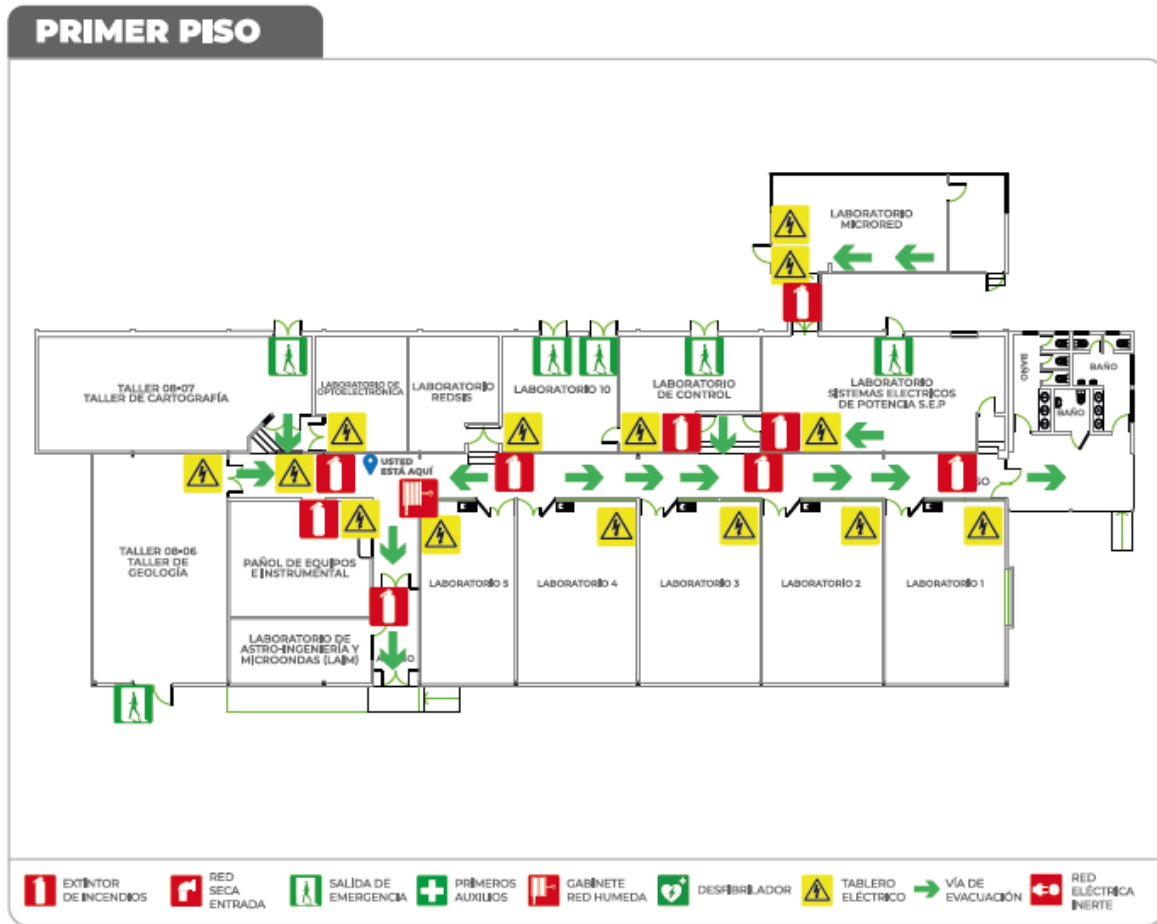 PRIMER PISO
LABORATORIO
MICRORED
TALLER 08-07
TALLER DE CARTOGRAFÍA
LABORATORIO DE
OPTOELECTRONICA
LABORATORIO
REDSIS
LABORATORIO 10
LABORATORIO
DE CONTROL
LABORATORIO
SISTEMAS ELECTRICOS
DE POTENCIA S.E.P
BAÑO
BAÑO
BAÑO
USTED
ESTÁ AQUÍ
TALLER 08-06
TALLER DE
GEOLOGÍA
PAÑOL DE EQUIPOS
E INSTRUMENTAL
LABORATORIO DE
ASTRO-INGENIERÍA Y
MICROONDAS (LAIM)
LABORATORIO 5
LABORATORIO 4
LABORATORIO 3
LABORATORIO 2
LABORATORIO 1
EXTINTOR
DE INCENDIOS
RED
SECA
ENTRADA
SALIDA DE
EMERGENCIA
PRIMEROS
AUXILIOS
GABINETE
RED HUMEDA
DESFIBRILADOR
TABLERO
ELÉCTRICO
VÍA DE
EVACUACIÓN
RED
ELÉCTRICA
INERTE